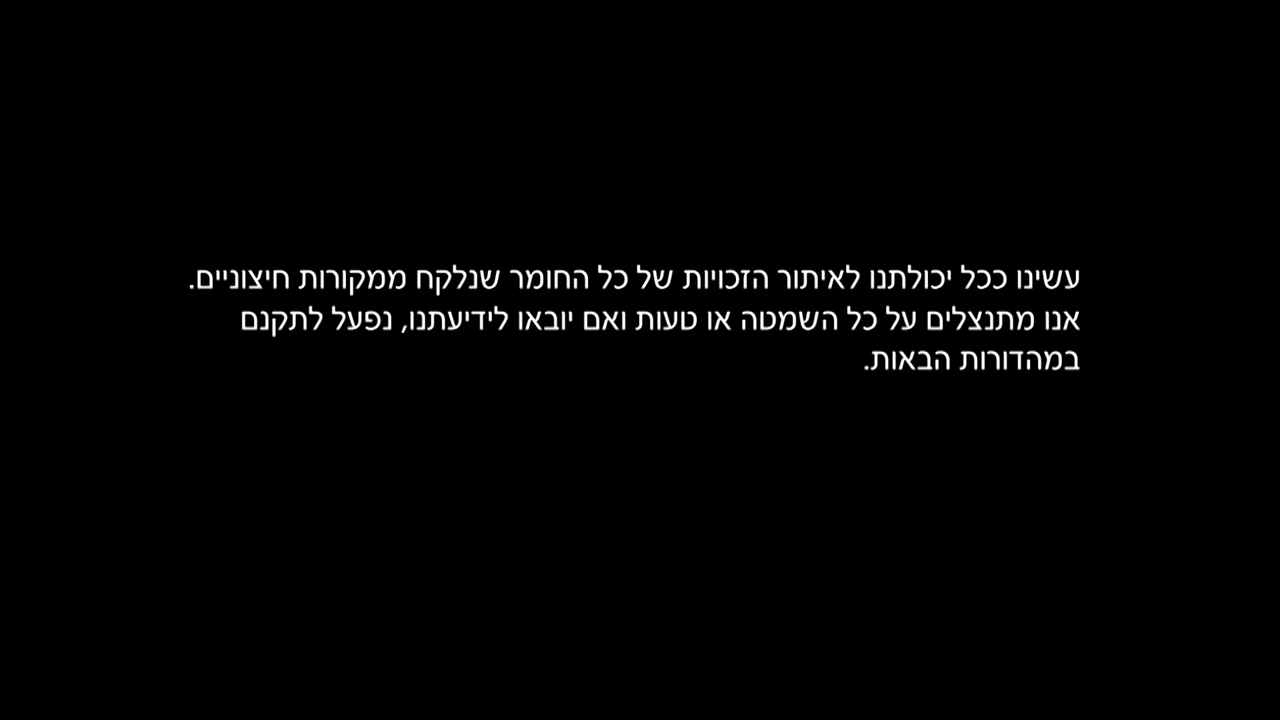 עשינו ככל יכולתנו לאיתור הזכויות של כל החומר שנלקח ממקורות חיצוניים.
אנו מתנצלים על כל השמטה או טעות ואם יובאו לידיעתנו, נפעל לתקנם
במהדורות הבאות.